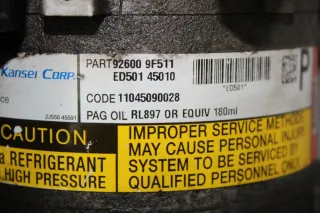 PART92600 9F511
Kansei CORP.
ED501 45010
"ED501"
P
CODE 11045090028
PAG OIL RL897 OR EQUIV 180ml
CAUTION
IMPROPER SERVICE METHODS
MAY CAUSE PERSONAL INJURY
a REFRIGERANT
SYSTEM TO BE SERVICED BY
HIGH PRESSURE
QUALIFIED PERSONNEL